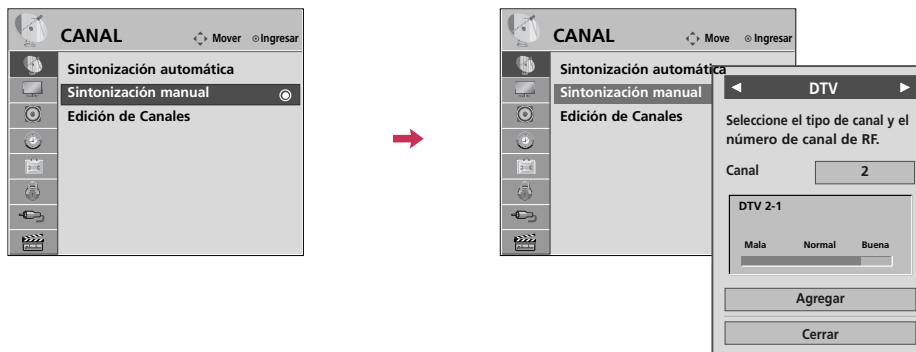 CANAL
Mover
Ingresar
Sintonización automática
Sintonización manual
Edición de Canales
CANAL
Move
Ingresar
Sintonización automática
Sintonización manual
Edición de Canales
DTV
Seleccione el tipo de canal y el
número de canal de RF.
Canal 2
DTV 2-1
Mala Normal Buena
Agregar
Cerrar